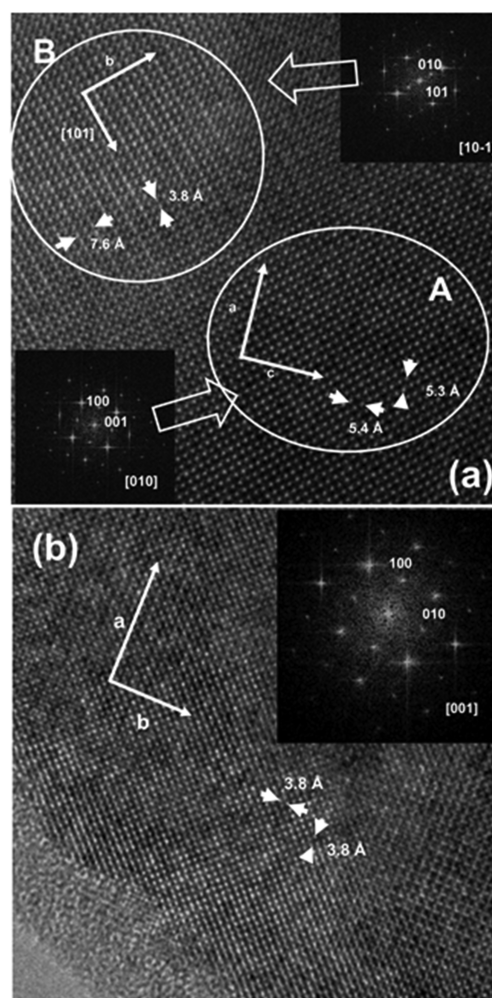 B
b
[101]
3.8 Å
7.6 Å
010
101
[10-1]
A
a
c
5.3 Å
5.4 Å
100
001
[010]
(a)
(b)
a
b
100
010
[001]
3.8 Å
3.8 Å